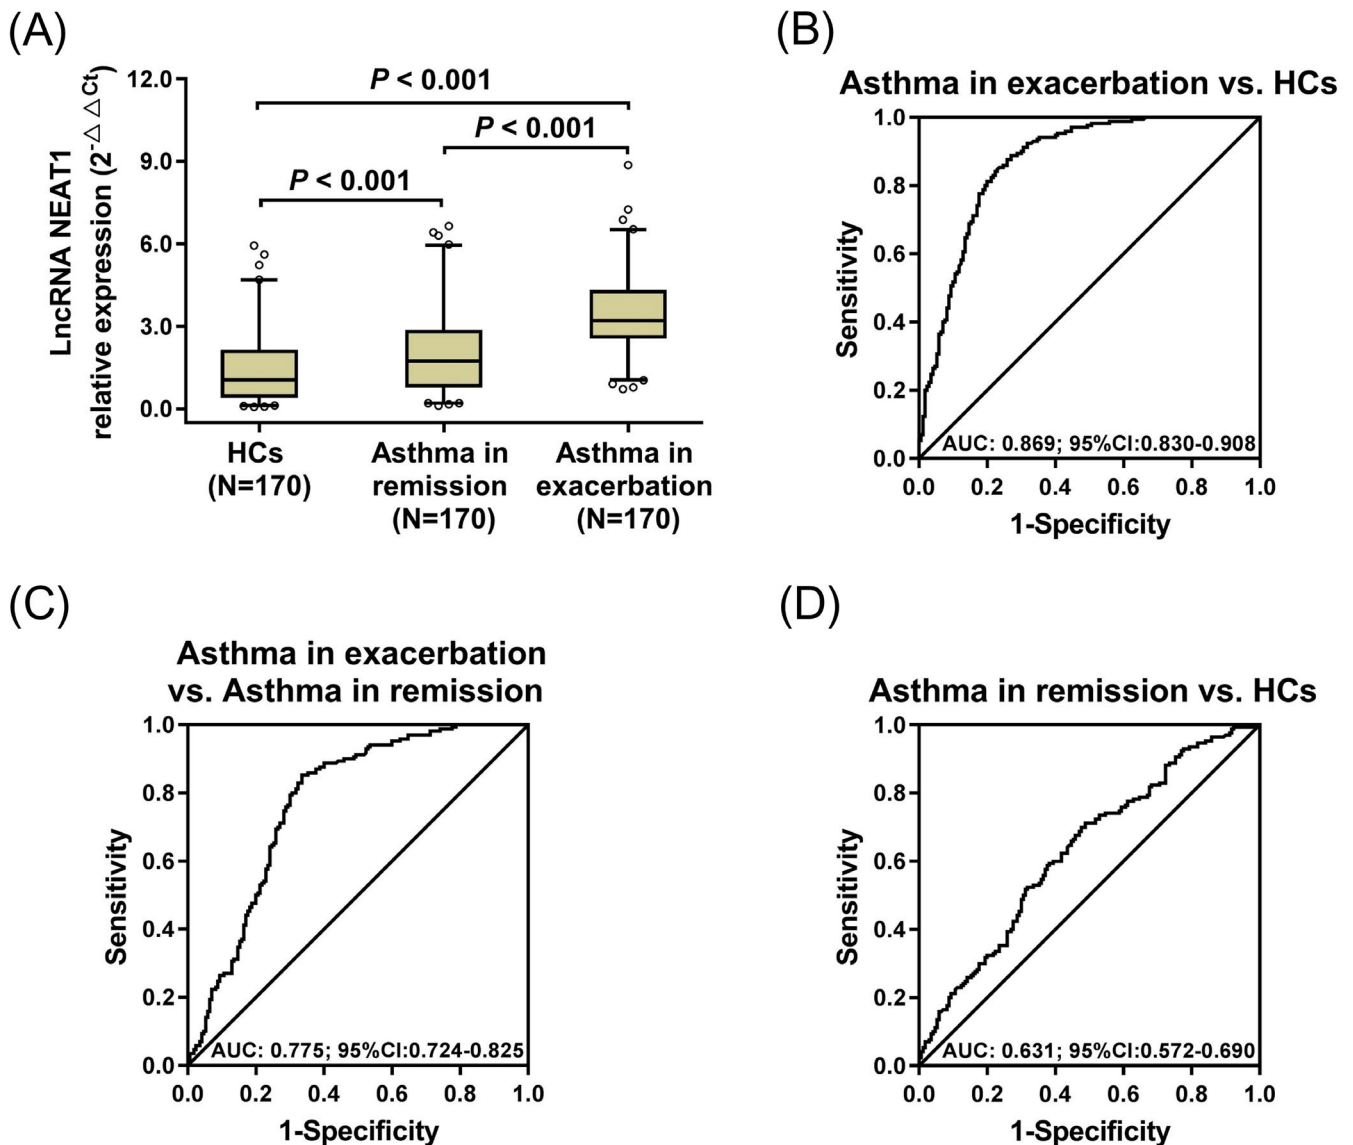 (A)
LncRNA NEAT1
relative expression (2-△△Ct)
12.0
9.0
6.0
3.0
0.0
P < 0.001
P < 0.001
P < 0.001
HCs
(N=170)
Asthma in
remission
(N=170)
Asthma in
exacerbation
(N=170)
(B)
Asthma in exacerbation vs. HCs
Sensitivity
1.0
0.8
0.6
0.4
0.2
0.0
AUC: 0.869; 95%CI:0.830-0.908
0.0 0.2 0.4 0.6 0.8 1.0
1-Specificity
(C)
Asthma in exacerbation
vs. Asthma in remission
Sensitivity
1.0
0.8
0.6
0.4
0.2
0.0
AUC: 0.775; 95%CI:0.724-0.825
0.0 0.2 0.4 0.6 0.8 1.0
1-Specificity
(D)
Asthma in remission vs. HCs
Sensitivity
1.0
0.8
0.6
0.4
0.2
0.0
AUC: 0.631; 95%CI:0.572-0.690
0.0 0.2 0.4 0.6 0.8 1.0
1-Specificity